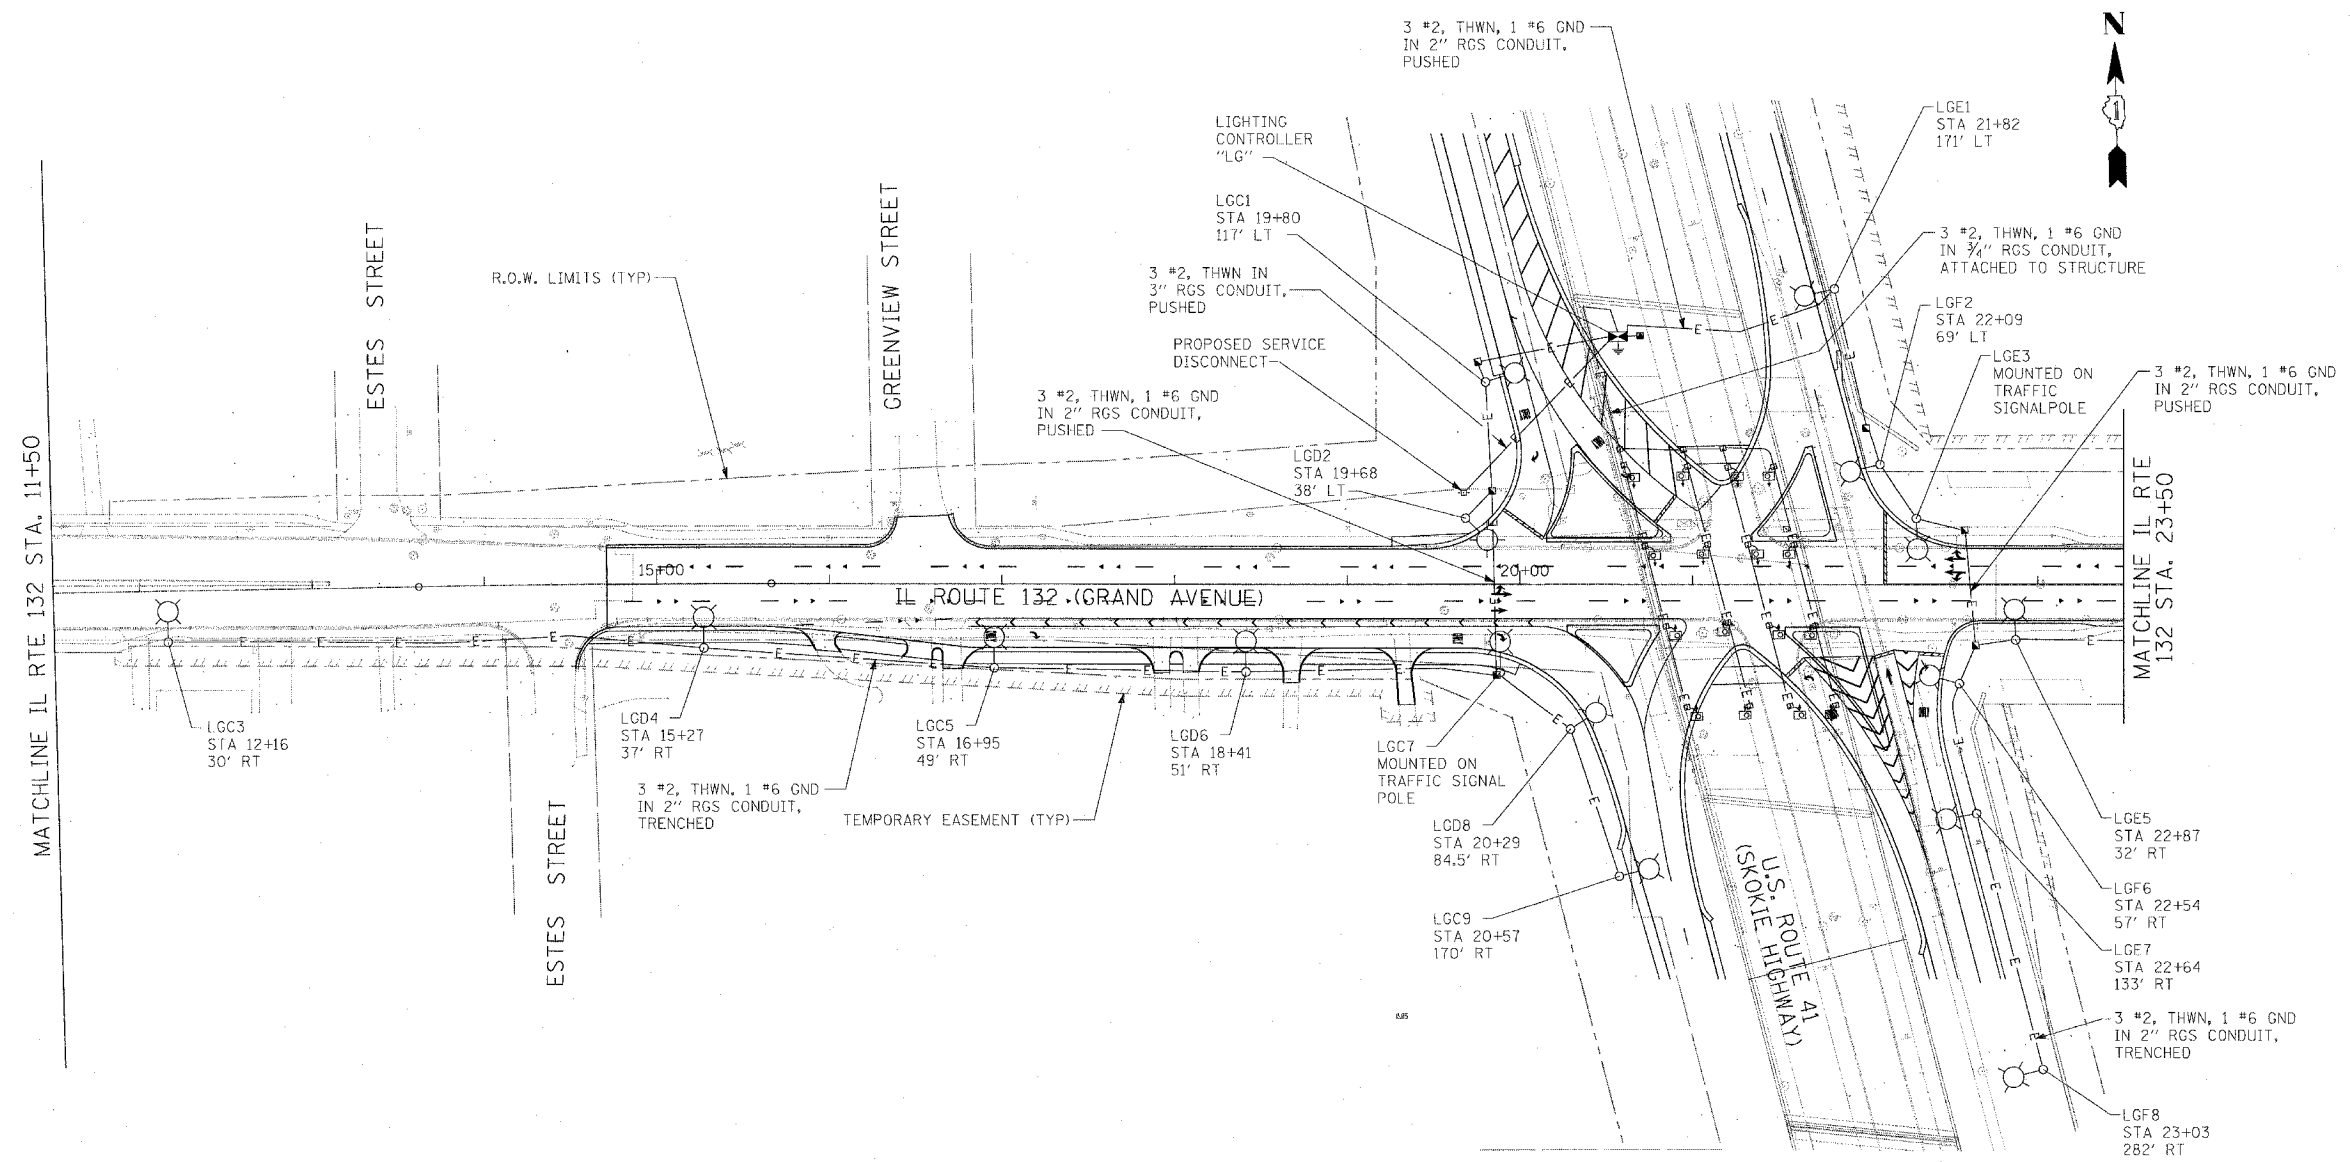 3 #2, THWN, 1 #6 GND
IN 2" RGS CONDUIT,
PUSHED
N
1
LIGHTING
CONTROLLER
"LG"
LGE1
STA 21+82
171' LT
LGC1
STA 19+80
117' LT
3 #2, THWN, 1 #6 GND
IN 3/4" RGS CONDUIT,
ATTACHED TO STRUCTURE
3 #2, THWN IN
3" RGS CONDUIT,
PUSHED
R.O.W. LIMITS (TYP)
ESTES STREET
GREENVIEW STREET
LGF2
STA 22+09
69' LT
PROPOSED SERVICE
DISCONNECT
LGE3
MOUNTED ON
TRAFFIC
SIGNALPOLE
3 #2, THWN, 1 #6 GND
IN 2" RGS CONDUIT,
PUSHED
3 #2, THWN, 1 #6 GND
IN 2" RGS CONDUIT,
PUSHED
LGD2
STA 19+68
38' LT
MATCHLINE IL RTE 132 STA. 11+50
MATCHLINE IL RTE
132 STA. 23+50
15+00
20+00
IL ROUTE 132 (GRAND AVENUE)
LGC3
STA 12+16
30' RT
LGD4
STA 15+27
37' RT
LGC5
STA 16+95
49' RT
LGD6
STA 18+41
51' RT
LGC7
MOUNTED ON
TRAFFIC SIGNAL
POLE
3 #2, THWN, 1 #6 GND
IN 2" RGS CONDUIT,
TRENCHED
TEMPORARY EASEMENT (TYP)
ESTES STREET
LGD8
STA 20+29
84.5' RT
LGC9
STA 20+57
170' RT
U.S. ROUTE 41
(SKOKIE HIGHWAY)
LGE5
STA 22+87
32' RT
LGF6
STA 22+54
57' RT
LGE7
STA 22+64
133' RT
3 #2, THWN, 1 #6 GND
IN 2" RGS CONDUIT,
TRENCHED
LGF8
STA 23+03
282' RT